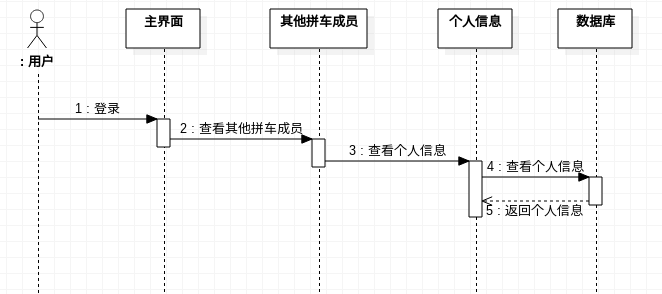 主界面
其他拼车成员
个人信息
数据库
: 用户
1 : 登录
2 : 查看其他拼车成员
3 : 查看个人信息
4 : 查看个人信息
5 : 返回个人信息